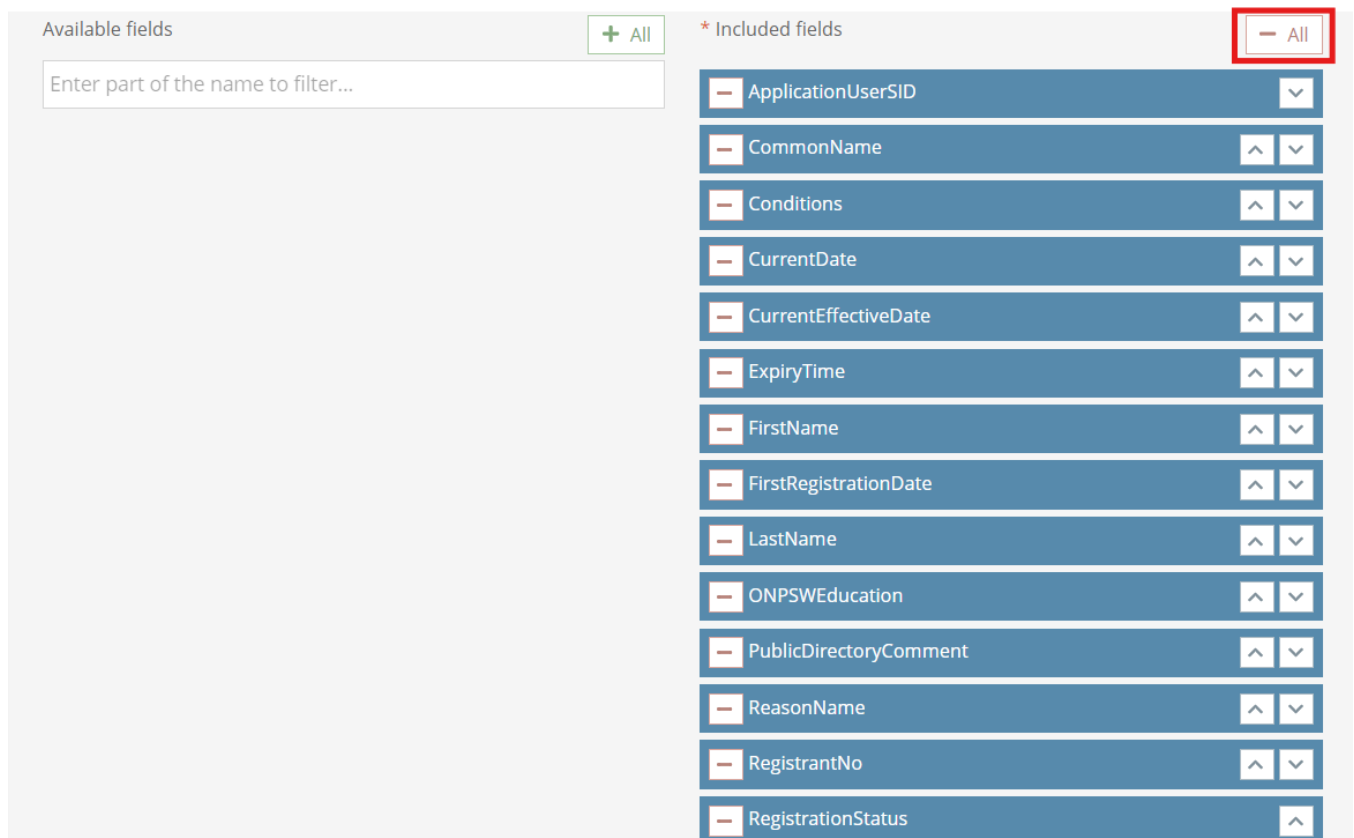 Available fields
+ All
Enter part of the name to filter...
* Included fields
− All
ApplicationUserSID
CommonName
Conditions
CurrentDate
CurrentEffectiveDate
ExpiryTime
FirstName
FirstRegistrationDate
LastName
ONPSWEducation
PublicDirectoryComment
ReasonName
RegistrantNo
RegistrationStatus